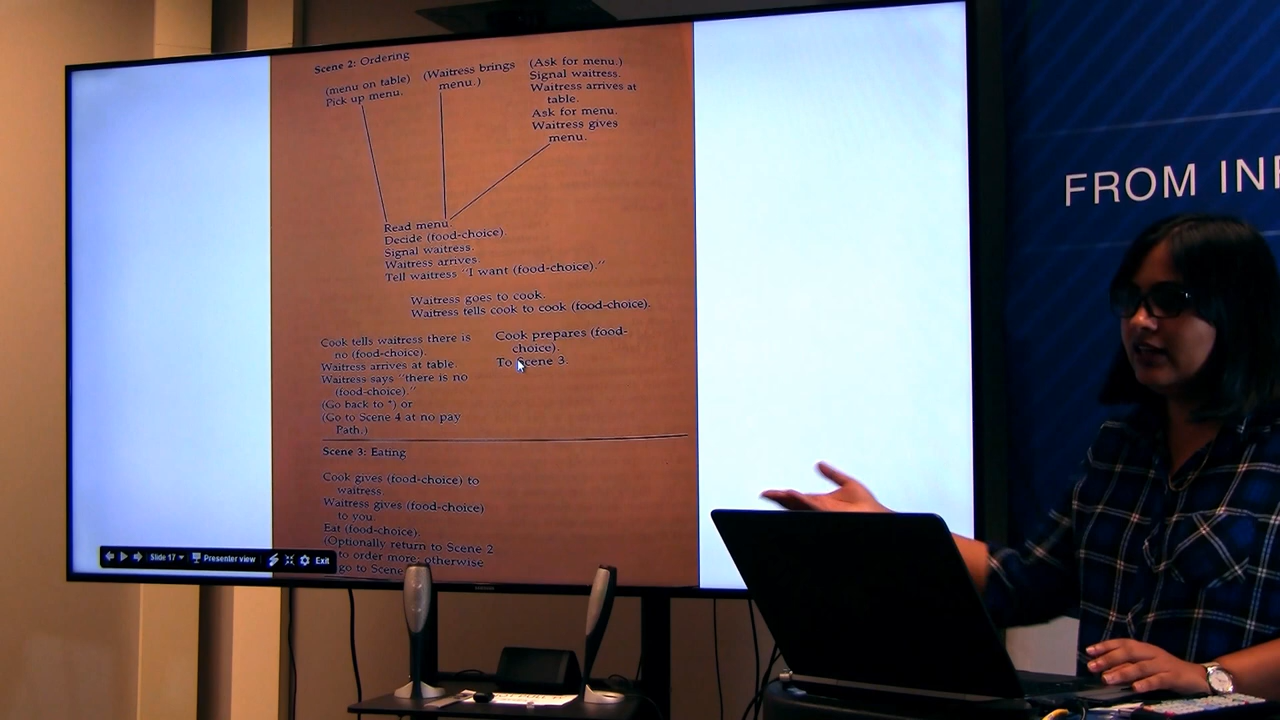 Scene 2: Ordering
(menu on table)
Pick up menu.
(Waitress brings
menu.)
(Ask for menu.)
Signal waitress.
Waitress arrives at
table.
Ask for menu.
Waitress gives
menu.
Read menu.
Decide (food-choice).
Signal waitress.
Waitress arrives.
Tell waitress "I want (food-choice)."
Waitress goes to cook.
Waitress tells cook to cook (food-choice).
Cook tells waitress there is
no (food-choice).
Waitress arrives at table.
Waitress says "there is no
(food-choice)."
(Go back to *) or
(Go to Scene 4 at no pay
Path.)
Cook prepares (food-
choice).
To Scene 3.
Scene 3: Eating
Cook gives (food-choice) to
waitress.
Waitress gives (food-choice)
to you.
Eat (food-choice).
(Optionally return to Scene 2
to order more; otherwise
go to Scene
Slide 17
Presenter view
Exit
SAMSUNG
FROM